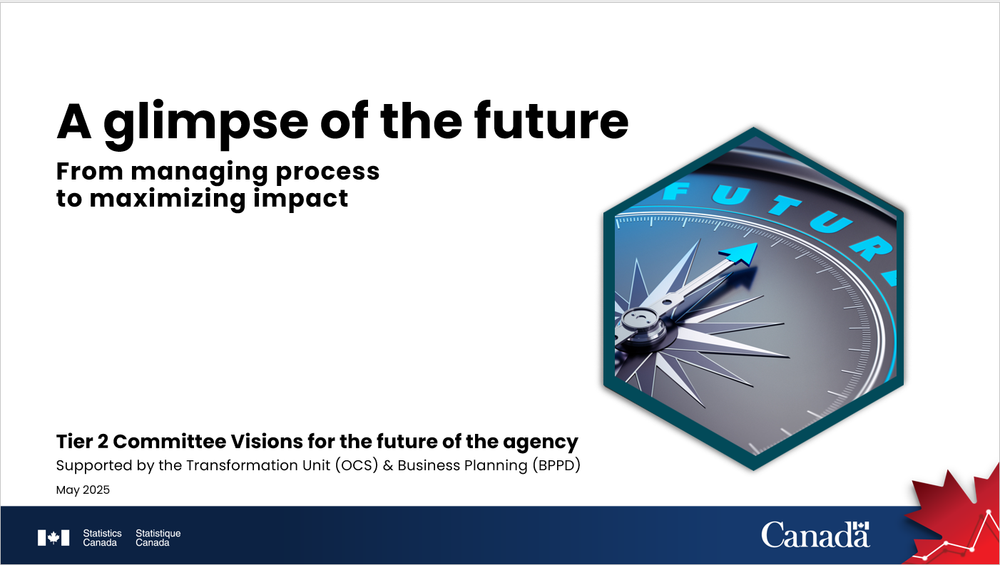 A glimpse of the future
From managing process
to maximizing impact
FUTURE
Tier 2 Committee Visions for the future of the agency
Supported by the Transformation Unit (OCS) & Business Planning (BPPD)
May 2025
Statistics Canada
Statistique Canada
Canada